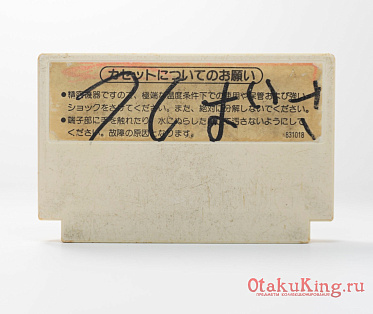 カセットについてのお願い
●精密機器ですので、極端な温度条件下での使用や保管および強い
ショックをさけてください。また、絶対に分解しないでください。
●端子部に手を触れたり、水にぬらしたり、汚さないようにして
ください。故障の原因となります。
831018
OtakuKing.ru
ПРЕДМЕТЫ КОЛЛЕКЦИОНИРОВАНИЯ